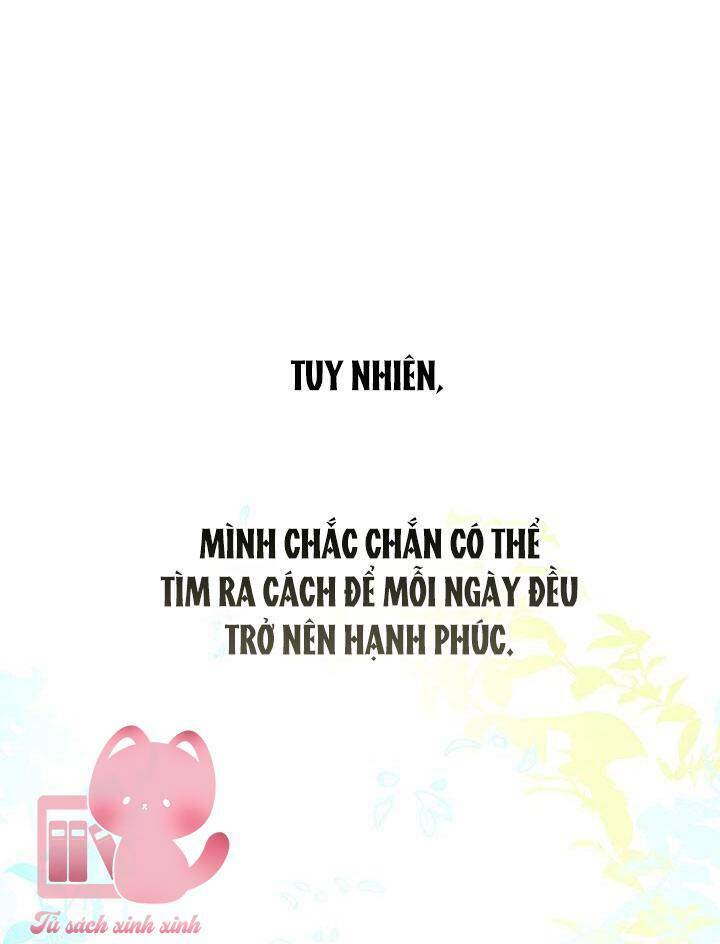 TUY NHIÊN,
MÌNH CHẮC CHẮN CÓ THỂ
TÌM RA CÁCH ĐỂ MỖI NGÀY ĐỀU
TRỞ NÊN HẠNH PHÚC.
Tủ sách xinh xinh